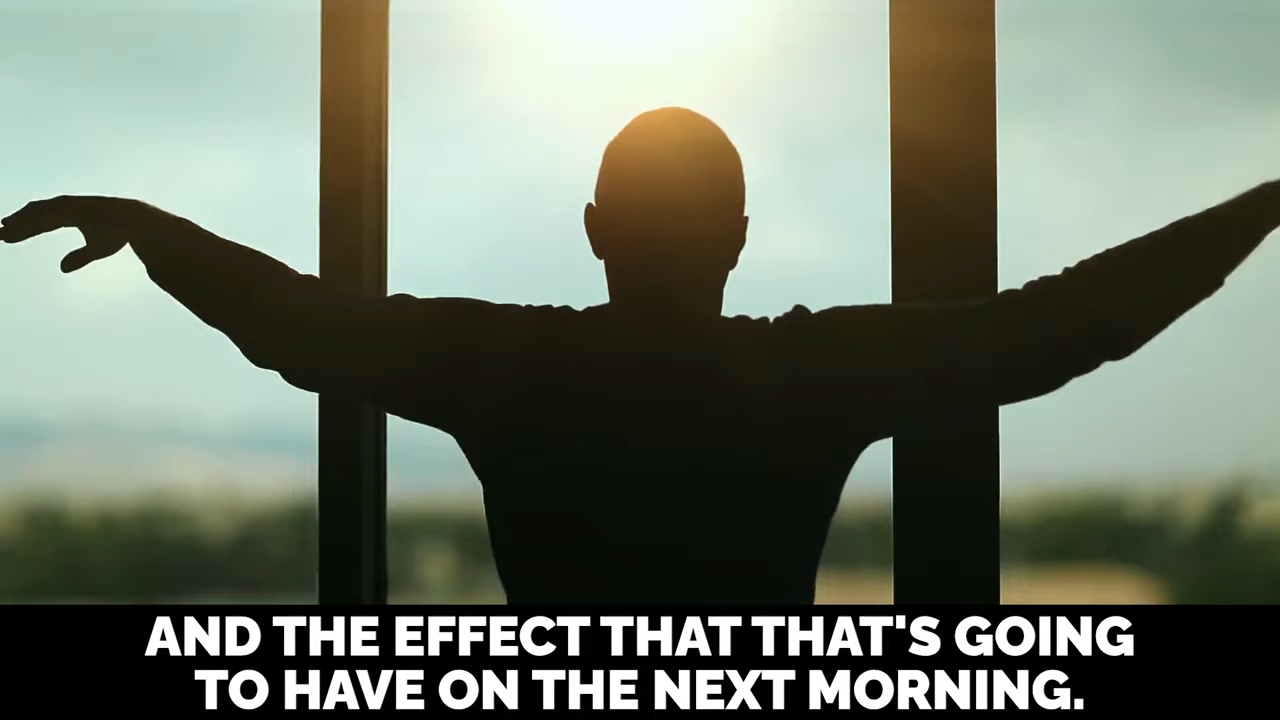 AND THE EFFECT THAT THAT'S GOING
TO HAVE ON THE NEXT MORNING.